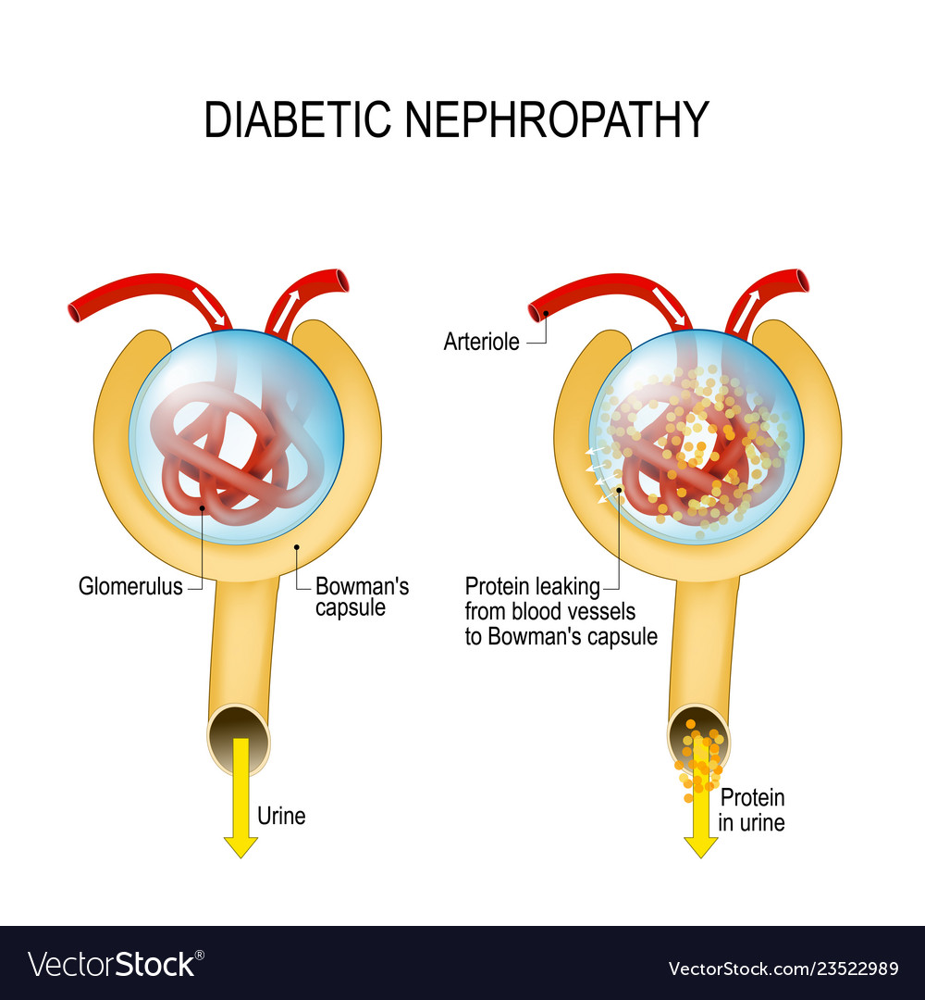 DIABETIC NEPHROPATHY
Arteriole
Glomerulus
Bowman's
capsule
Protein leaking
from blood vessels
to Bowman's capsule
Urine
Protein
in urine
VectorStock®
VectorStock.com/23522989